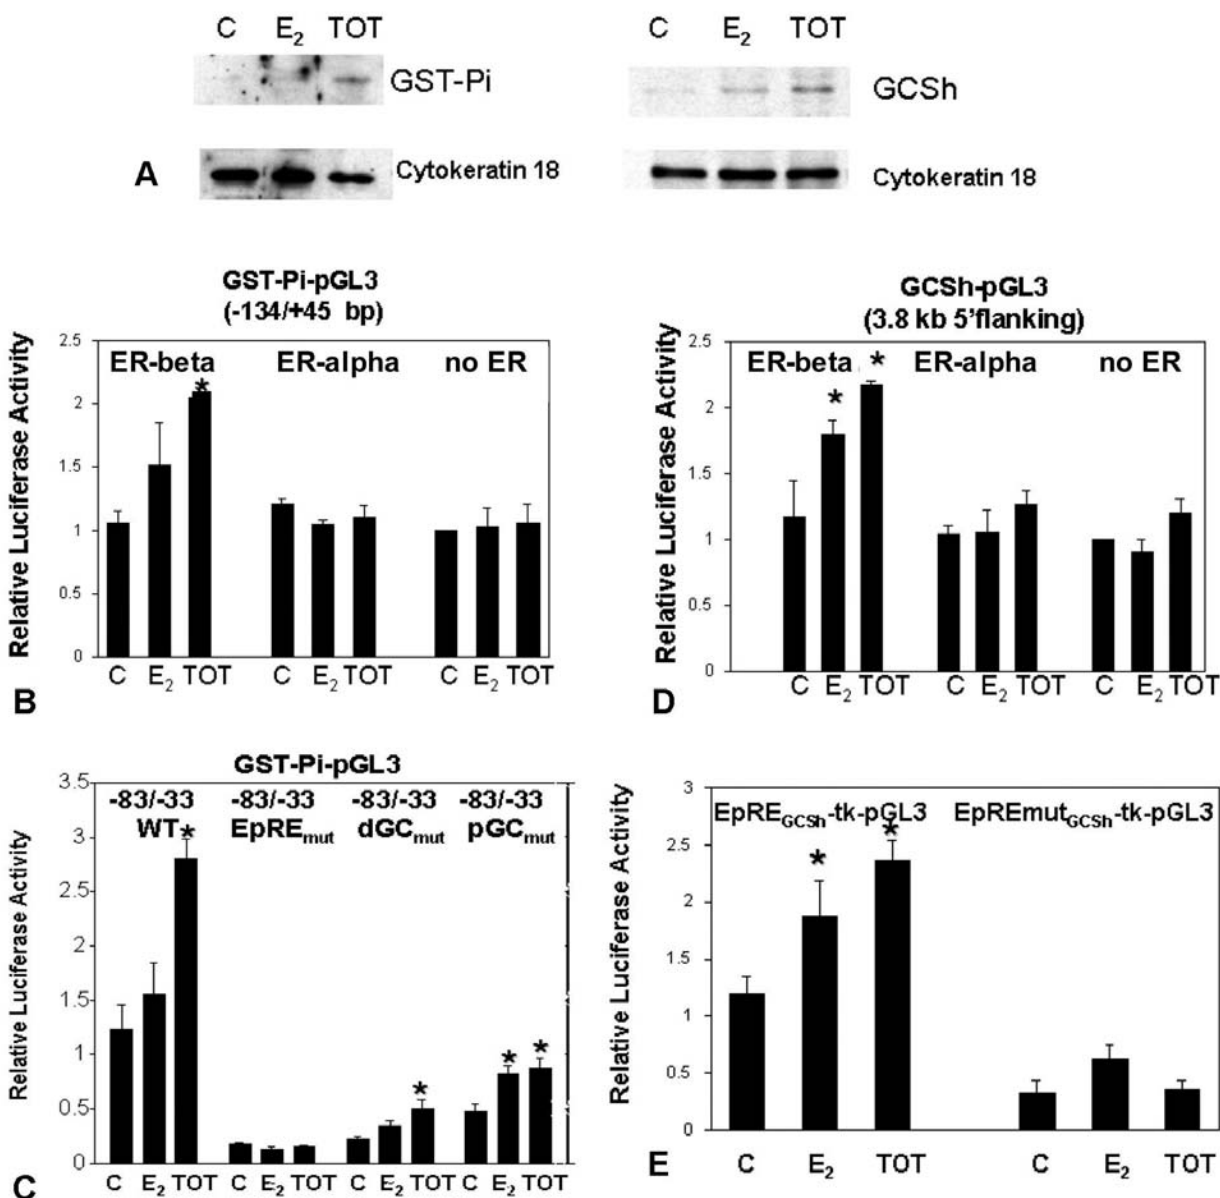 C E₂ TOT
GST-Pi
Cytokeratin 18
A
C E₂ TOT
GCSh
Cytokeratin 18
GST-Pi-pGL3
(-134/+45 bp)
Relative Luciferase Activity
2.5
2
1.5
1
0.5
0
ER-beta ER-alpha no ER
*
C E₂ TOT C E₂ TOT C E₂ TOT
B
GCSh-pGL3
(3.8 kb 5'flanking)
Relative Luciferase Activity
2.5
2
1.5
1
0.5
0
ER-beta ER-alpha no ER
* *
C E₂ TOT C E₂ TOT C E₂ TOT
D
GST-Pi-pGL3
Relative Luciferase Activity
3.5
3
2.5
2
1.5
1
0.5
0
-83/-33 -83/-33 -83/-33 -83/-33
WT EpREmut dGCmut pGCmut
* * * *
C E₂ TOT C E₂ TOT C E₂ TOT C E₂ TOT
C
Relative Luciferase Activity
3
2.5
2
1.5
1
0.5
0
EpREGCSh-tk-pGL3 EpREmutGCSh-tk-pGL3
* *
C E₂ TOT C E₂ TOT
E